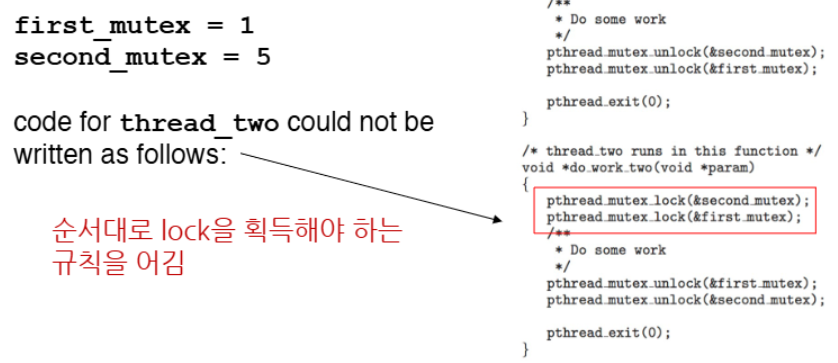 first_mutex = 1
second_mutex = 5
code for thread_two could not be
written as follows:
순서대로 lock을 획득해야 하는
규칙을 어김
/**
* Do some work
*/
pthread_mutex_unlock(&second_mutex);
pthread_mutex_unlock(&first_mutex);
pthread_exit(0);
}
/* thread_two runs in this function */
void *do_work_two(void *param)
{
pthread_mutex_lock(&second_mutex);
pthread_mutex_lock(&first_mutex);
/**
* Do some work
*/
pthread_mutex_unlock(&first_mutex);
pthread_mutex_unlock(&second_mutex);
pthread_exit(0);
}